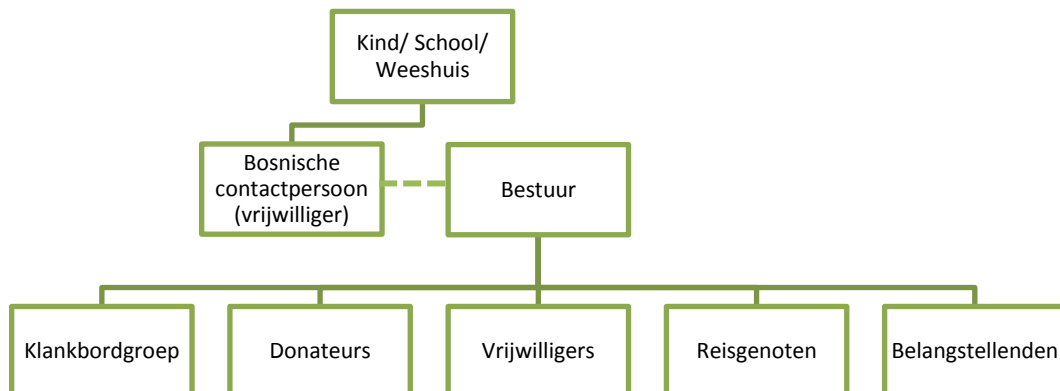 Kind/ School/
Weeshuis
Bosnische
contactpersoon
(vrijwilliger)
Bestuur
Klankbordgroep
Donateurs
Vrijwilligers
Reisgenoten
Belangstellenden